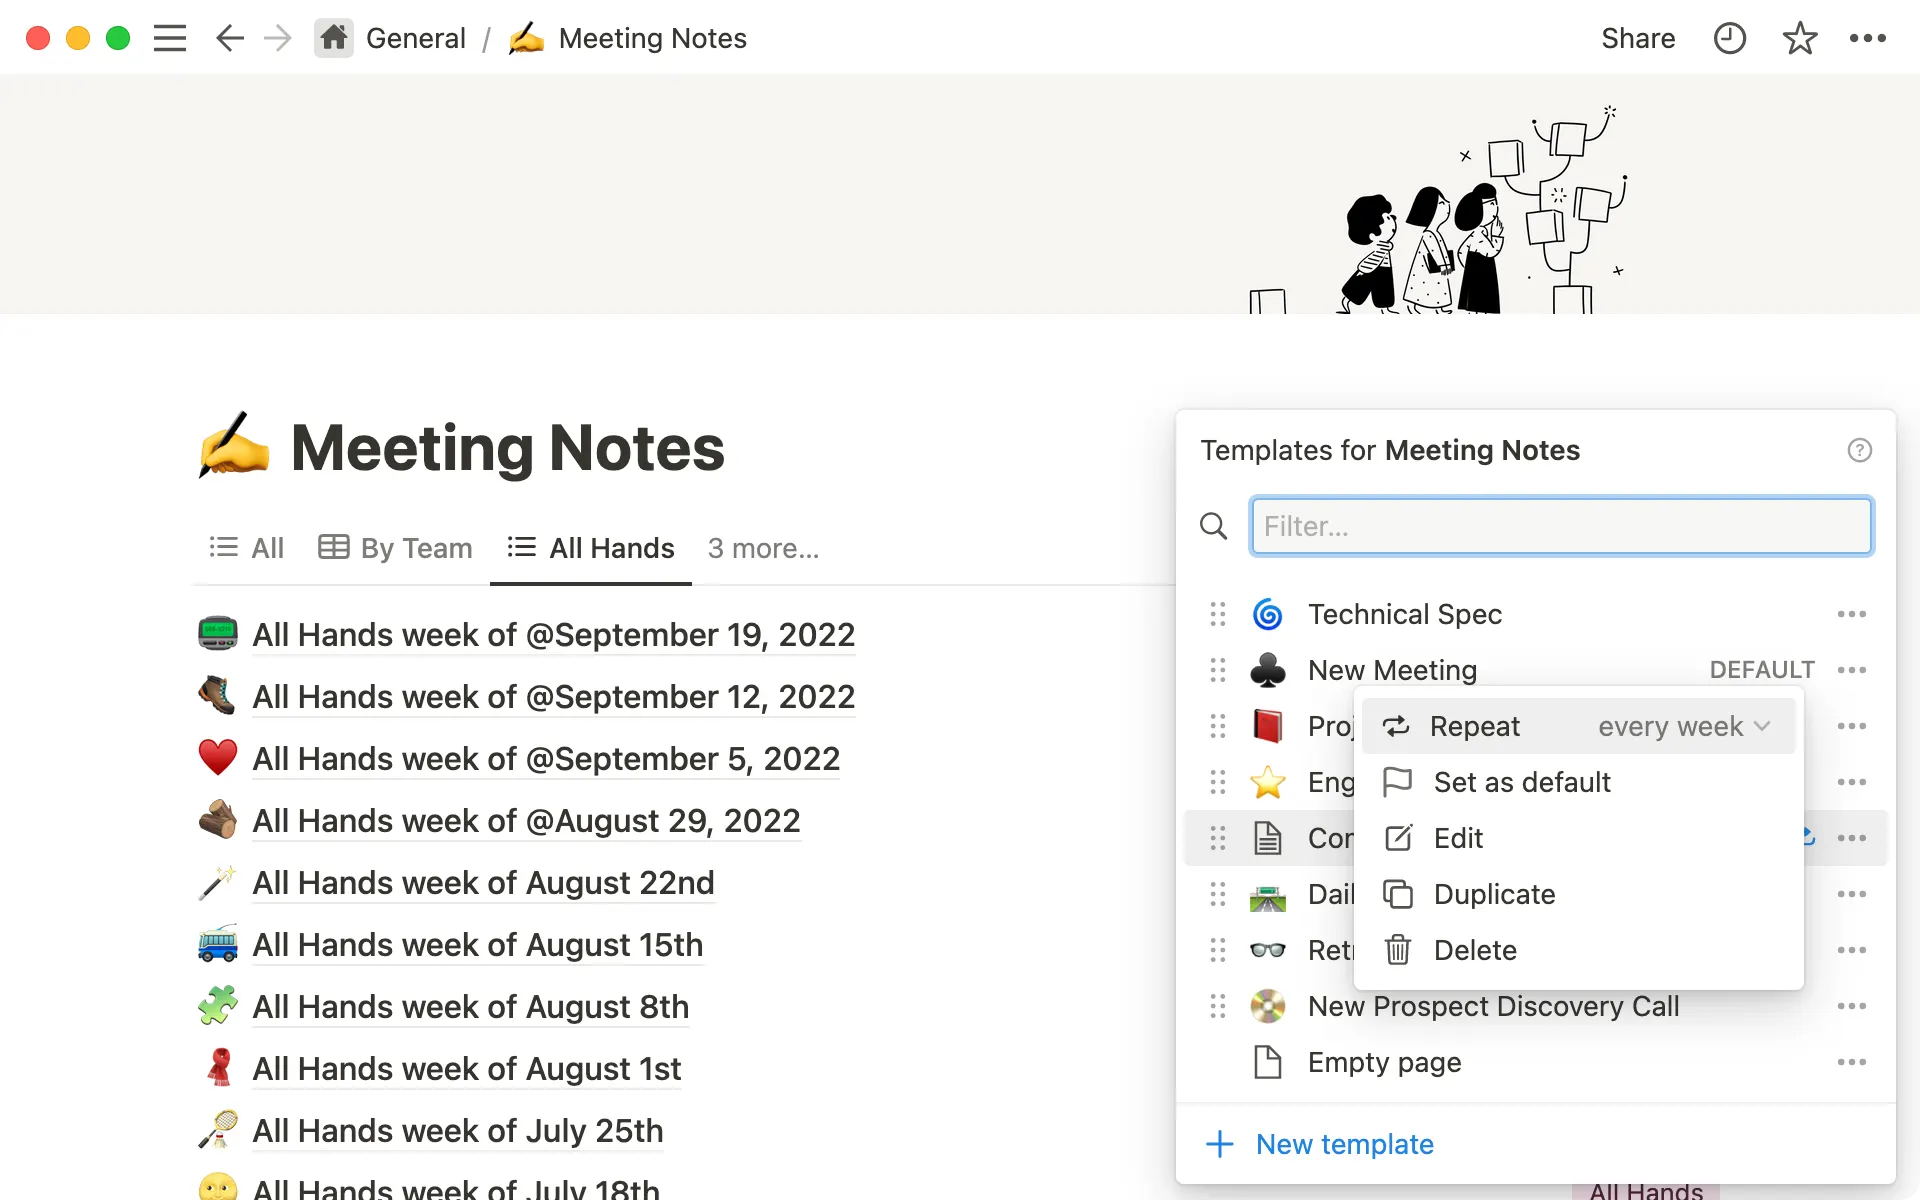 General / Meeting Notes
Share
Meeting Notes
All
By Team
All Hands
3 more...
All Hands week of @September 19, 2022
All Hands week of @September 12, 2022
All Hands week of @September 5, 2022
All Hands week of @August 29, 2022
All Hands week of August 22nd
All Hands week of August 15th
All Hands week of August 8th
All Hands week of August 1st
All Hands week of July 25th
All Hands week of July 18th
Templates for Meeting Notes
Filter...
Technical Spec
New Meeting DEFAULT
Proj
Eng
Con
Dail
Retr
New Prospect Discovery Call
Empty page
Repeat every week
Set as default
Edit
Duplicate
Delete
New template
All Hands